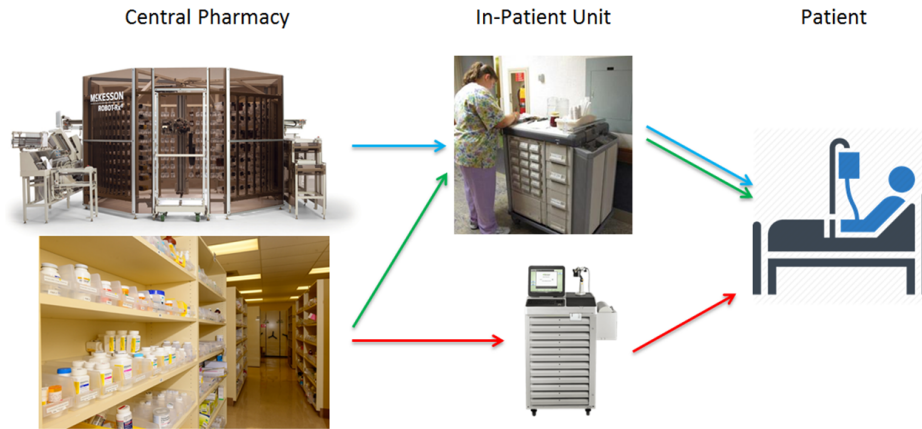 Central Pharmacy
In-Patient Unit
Patient
McKESSON
ROBOT-Rx